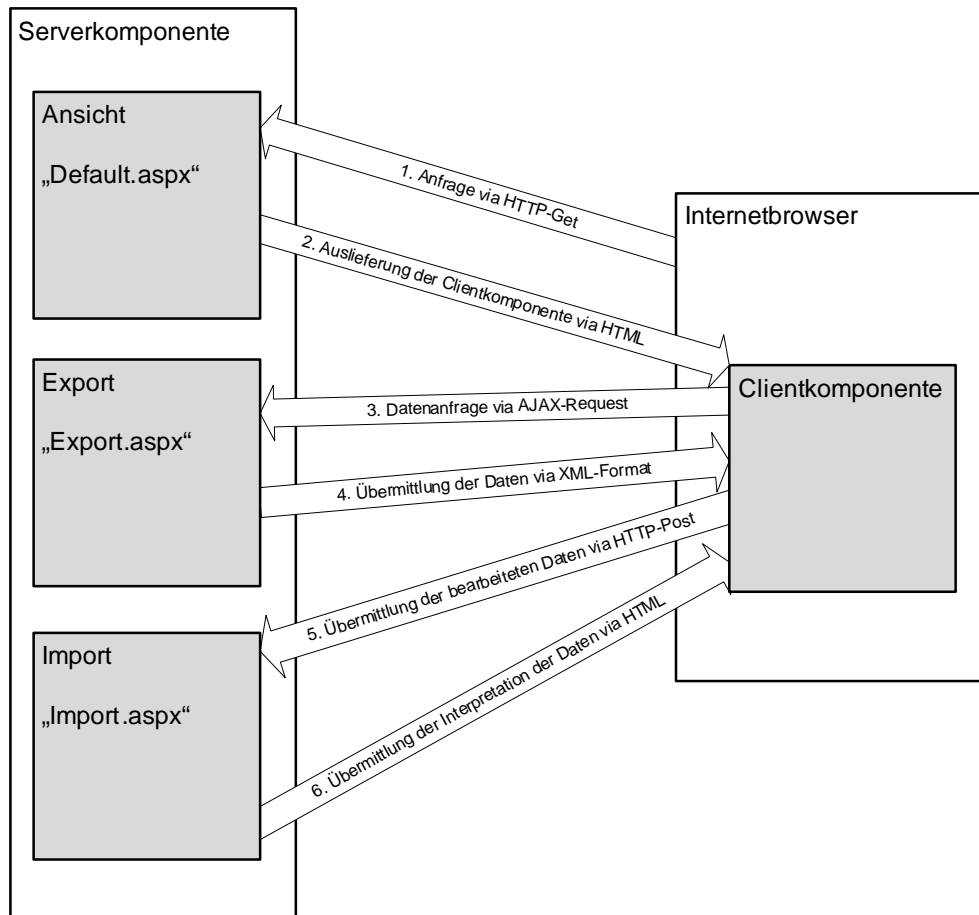 Serverkomponente
Ansicht
„Default.aspx“
1. Anfrage via HTTP-Get
Internetbrowser
2. Auslieferung der Clientkomponente via HTML
Export
„Export.aspx“
Clientkomponente
3. Datenanfrage via AJAX-Request
4. Übermittlung der Daten via XML-Format
5. Übermittlung der bearbeiteten Daten via HTTP-Post
Import
„Import.aspx“
6. Übermittlung der Interpretation der Daten via HTML